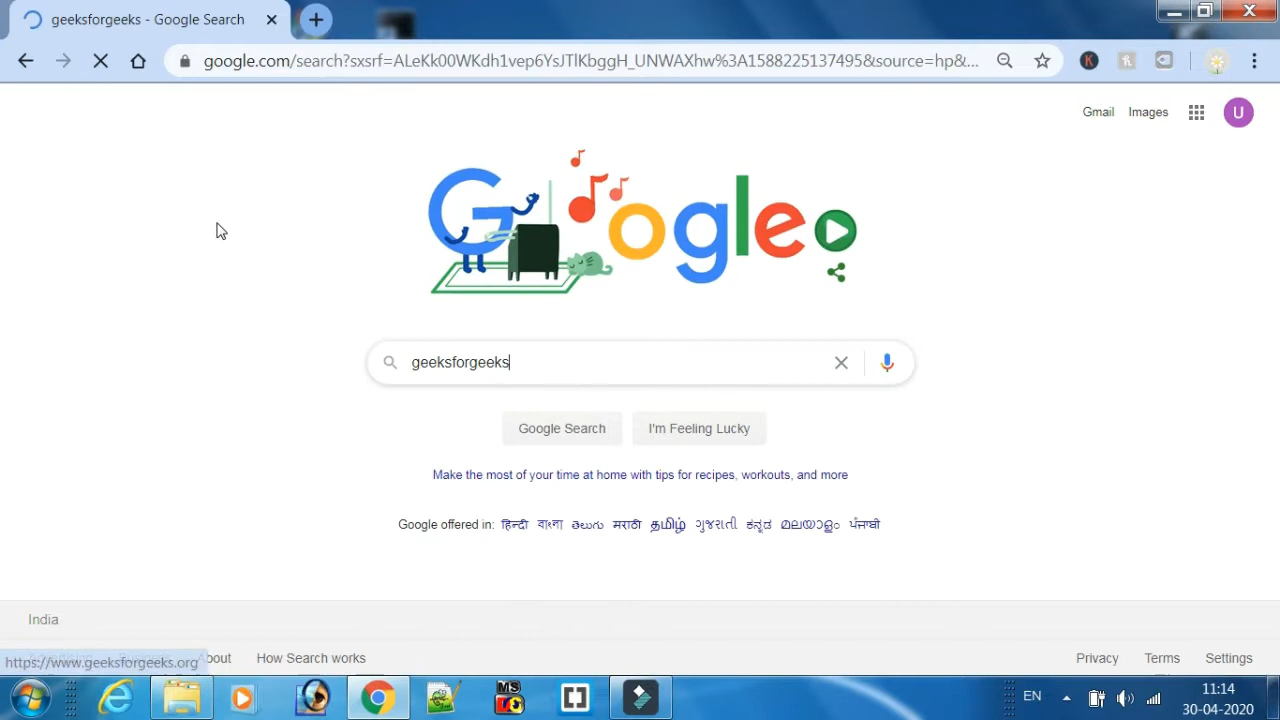 geeksforgeeks - Google Search
google.com/search?sxsrf=ALeKk00WKdh1vep6YsJTlKbggH_UNWAXhw%3A1588225137495&source=hp&...
K
Gmail Images U
Google
geeksforgeeks
Google Search I'm Feeling Lucky
Make the most of your time at home with tips for recipes, workouts, and more
Google offered in: हिन्दी বাংলা తెలుగు मराठी தமிழ் ગુજરાતી ಕನ್ನಡ മലയാളം ਪੰਜਾਬੀ
India
https://www.geeksforgeeks.org About How Search works Privacy Terms Settings
MS
EN 11:14
30-04-2020